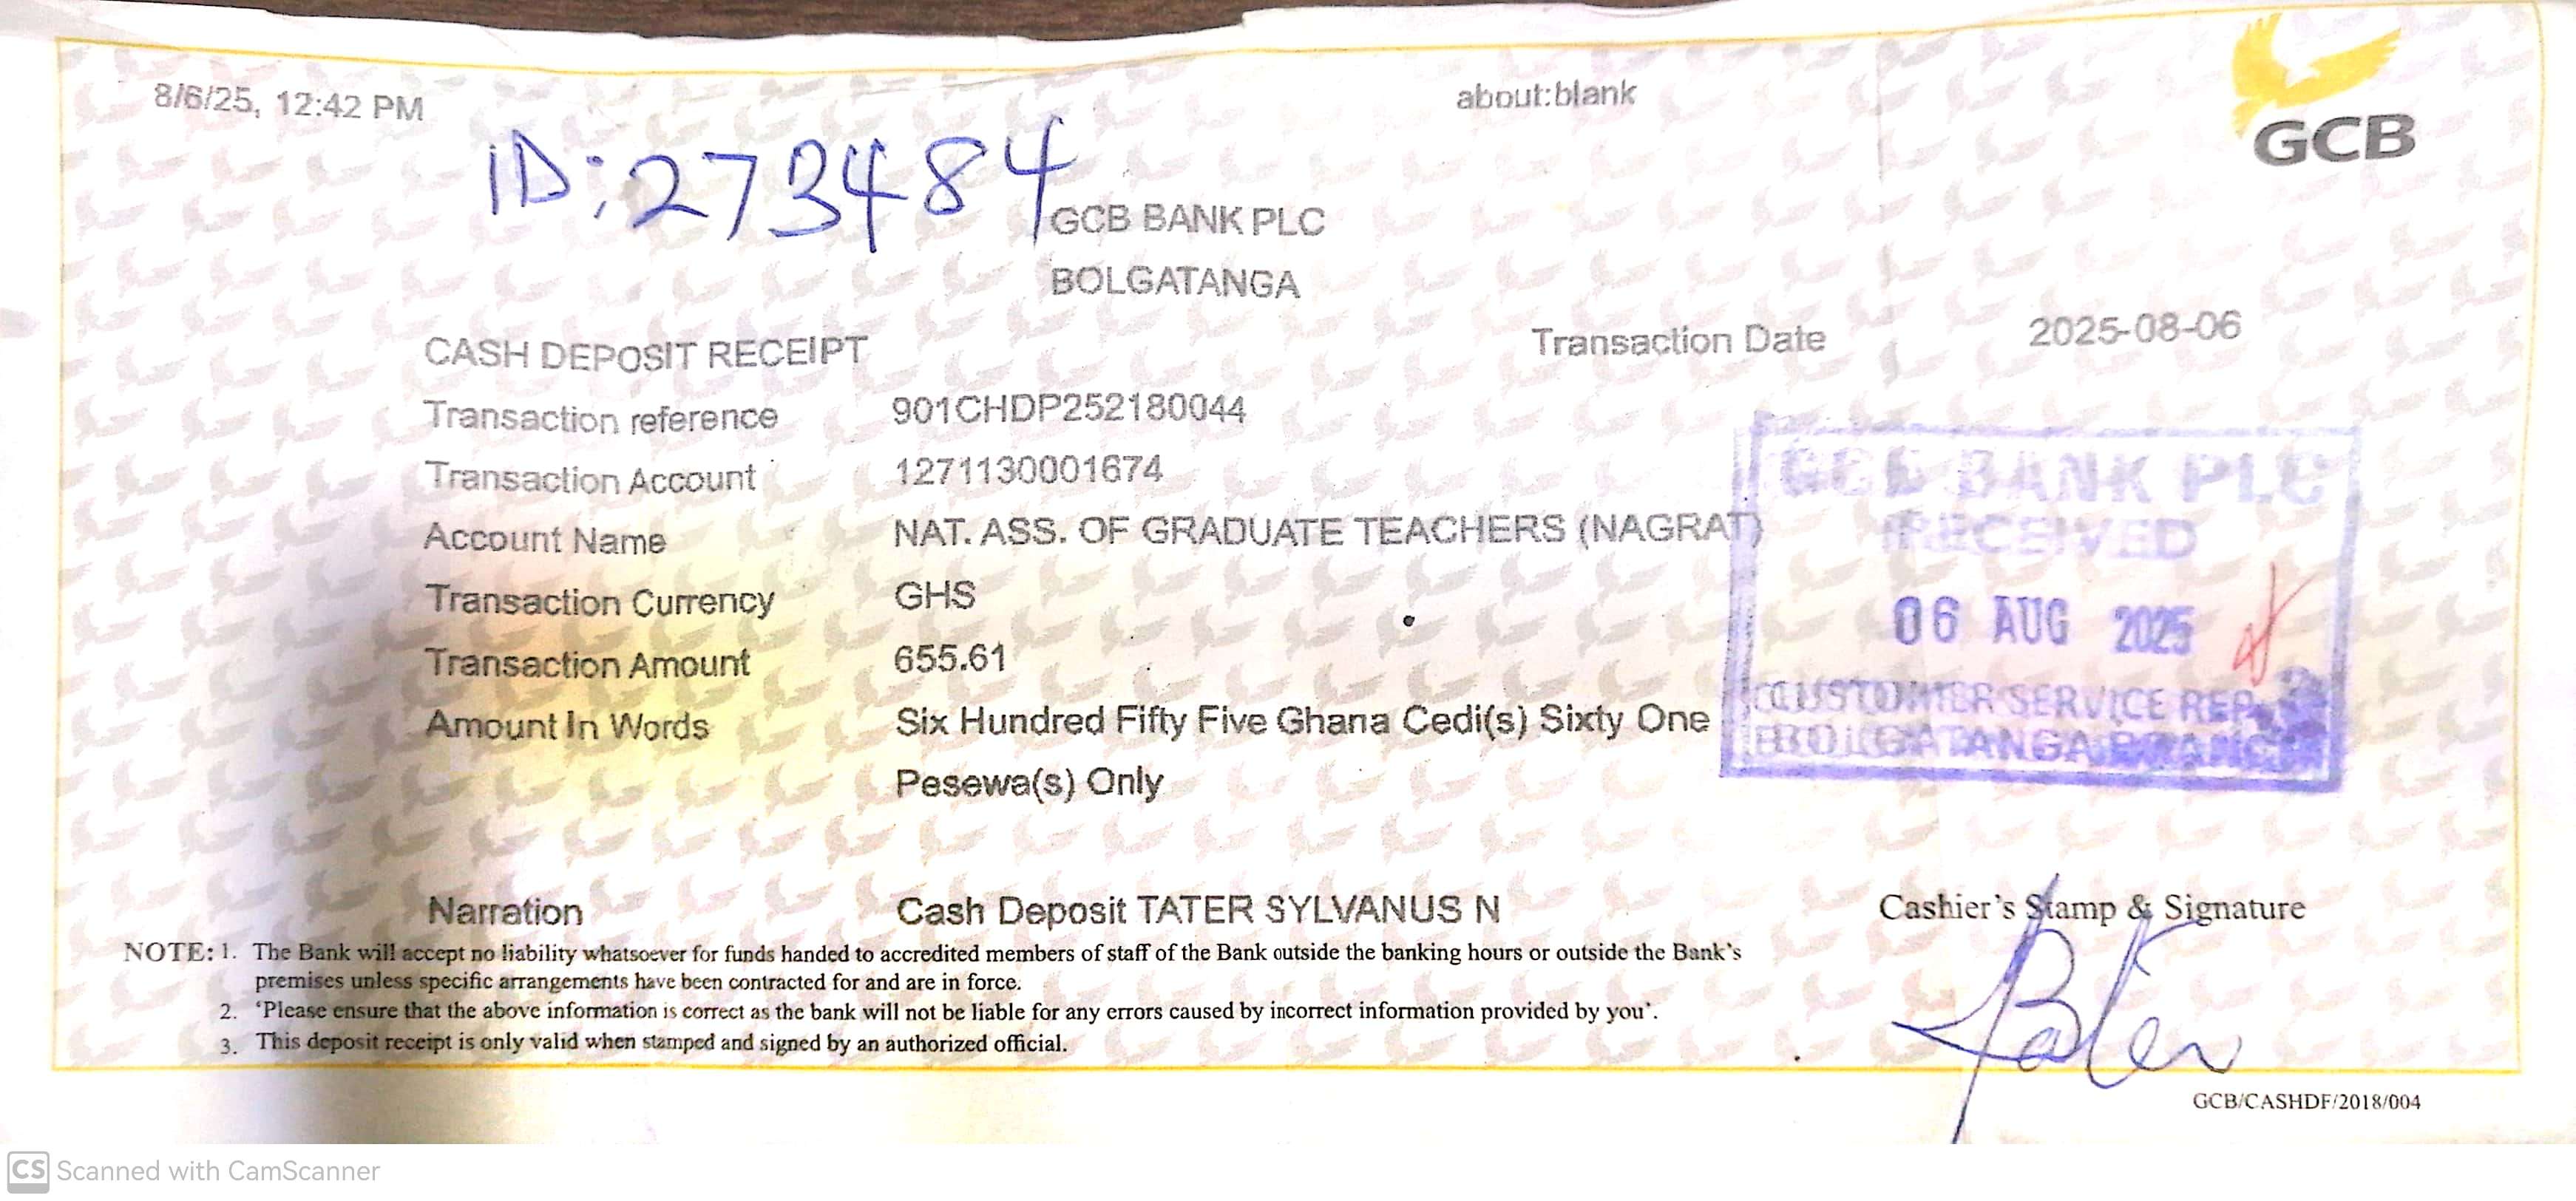 8/6/25, 12:42 PM
about:blank
GCB
ID: 273484
GCB BANK PLC
BOLGATANGA
CASH DEPOSIT RECEIPT
Transaction Date 2025-08-06
Transaction reference 901CHDP252180044
Transaction Account 1271130001674
Account Name NAT. ASS. OF GRADUATE TEACHERS (NAGRAT)
Transaction Currency GHS
Transaction Amount 655.61
Amount In Words Six Hundred Fifty Five Ghana Cedi(s) Sixty One
Pesewa(s) Only
GCB BANK PLC
RECEIVED
06 AUG 2025
CUSTOMER SERVICE REP.
BOLGATANGA BRANCH
Narration Cash Deposit TATER SYLVANUS N
Cashier's Stamp & Signature
NOTE: 1. The Bank will accept no liability whatsoever for funds handed to accredited members of staff of the Bank outside the banking hours or outside the Bank's
premises unless specific arrangements have been contracted for and are in force.
2. 'Please ensure that the above information is correct as the bank will not be liable for any errors caused by incorrect information provided by you'.
3. This deposit receipt is only valid when stamped and signed by an authorized official.
GCB/CASHDF/2018/004
CS Scanned with CamScanner